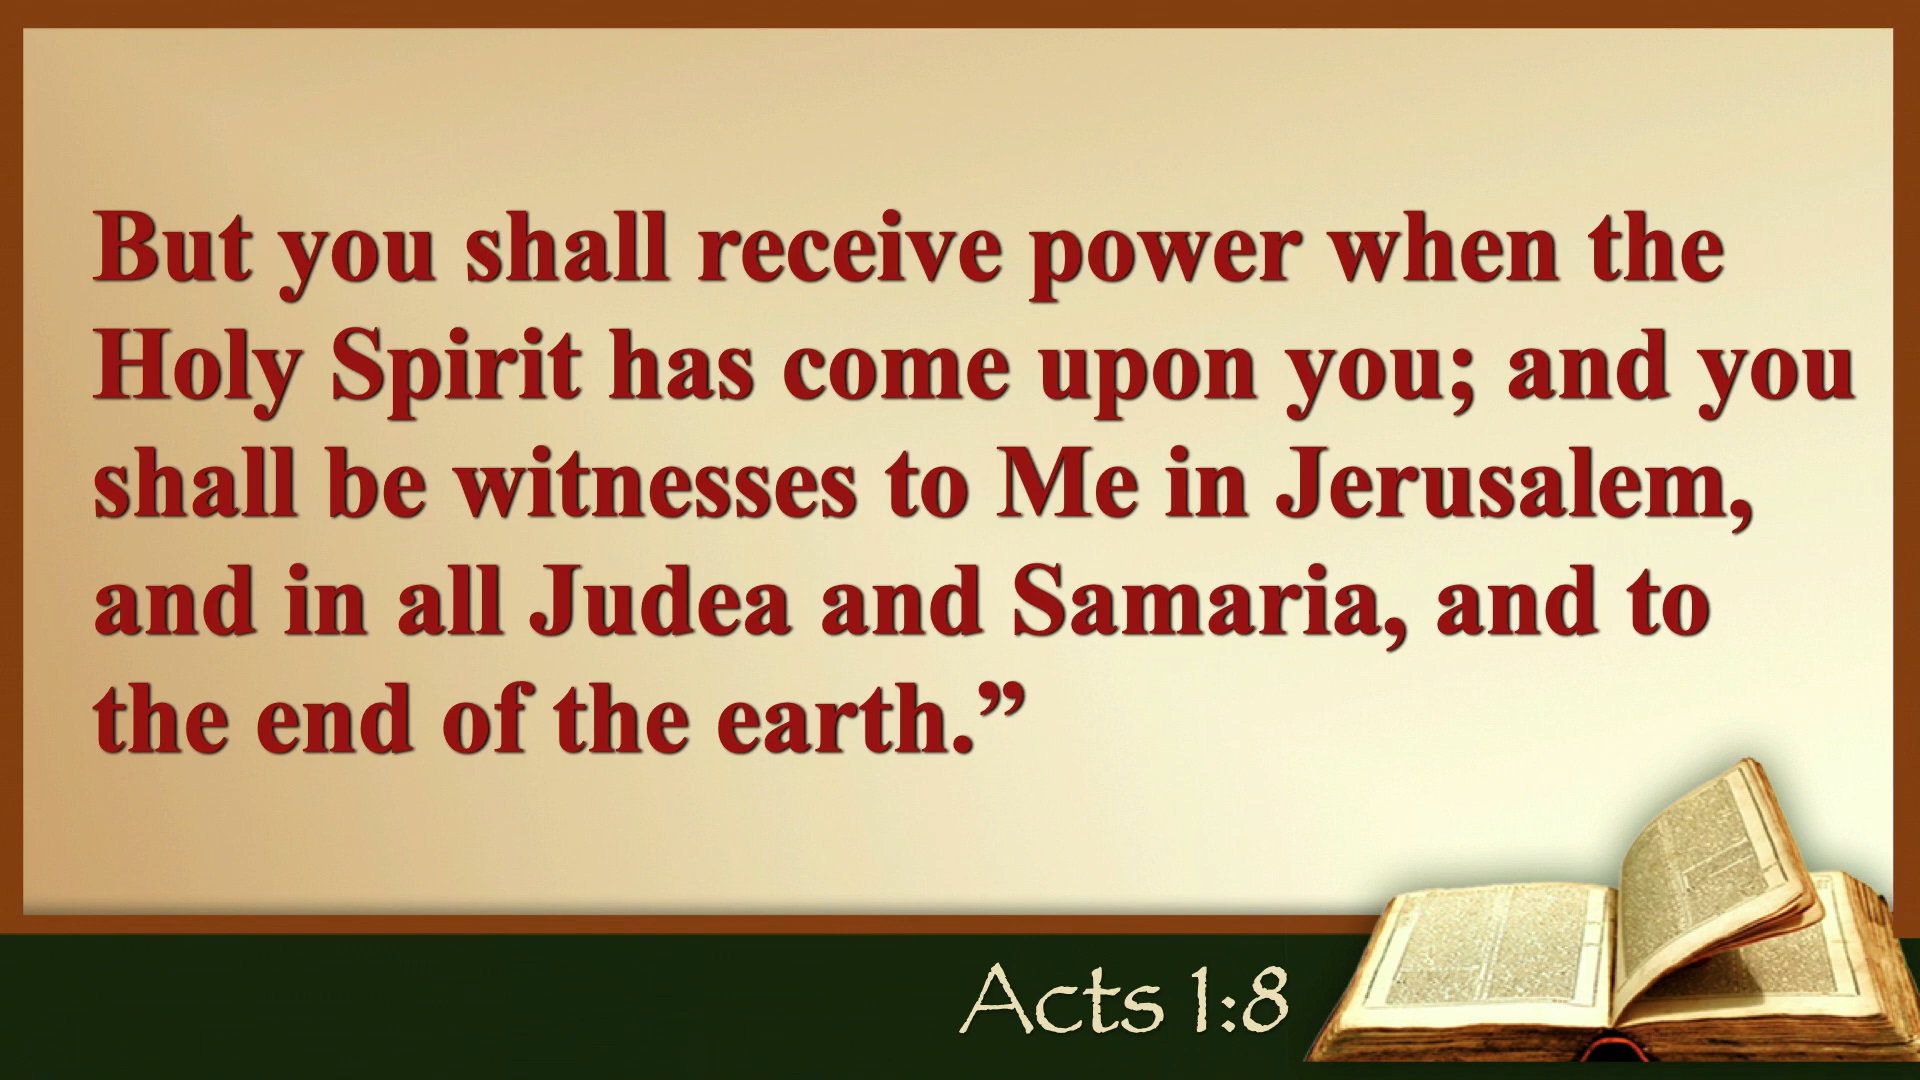 But you shall receive power when the
Holy Spirit has come upon you; and you
shall be witnesses to Me in Jerusalem,
and in all Judea and Samaria, and to
the end of the earth.”
Acts 1:8